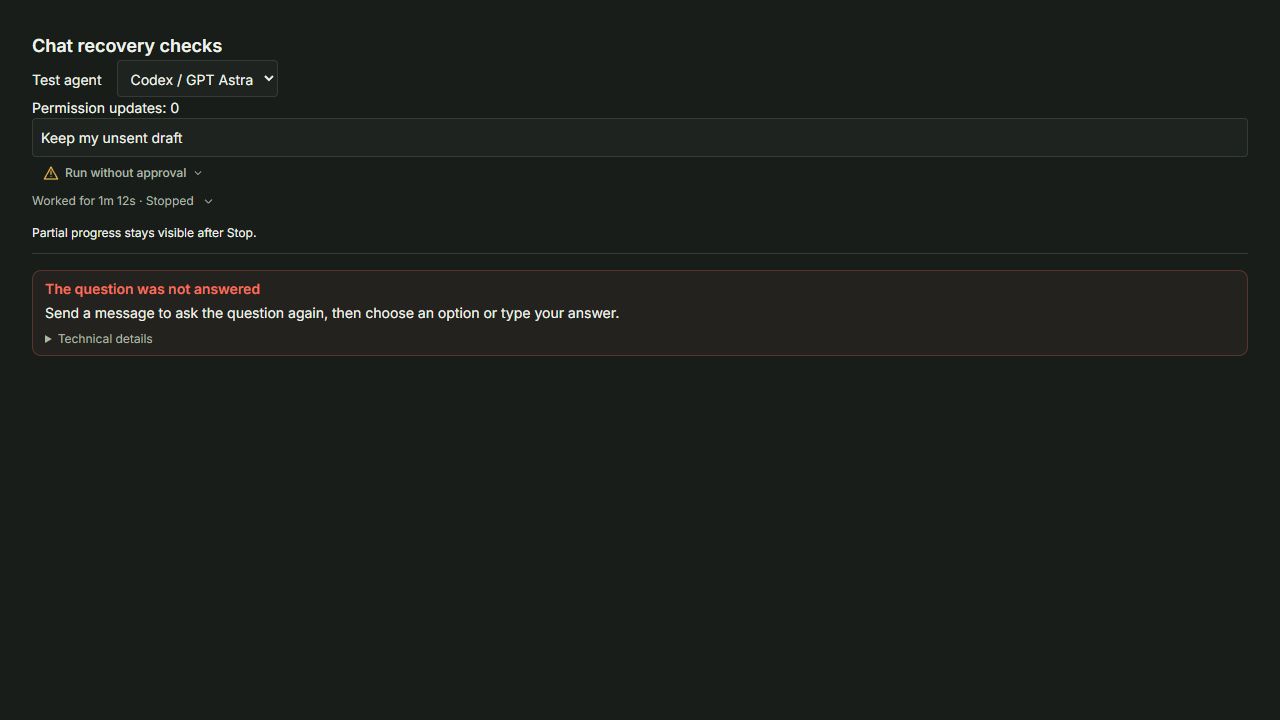 Chat recovery checks
Test agent Codex / GPT Astra
Permission updates: 0
Keep my unsent draft
Run without approval
Worked for 1m 12s · Stopped
Partial progress stays visible after Stop.
The question was not answered
Send a message to ask the question again, then choose an option or type your answer.
Technical details